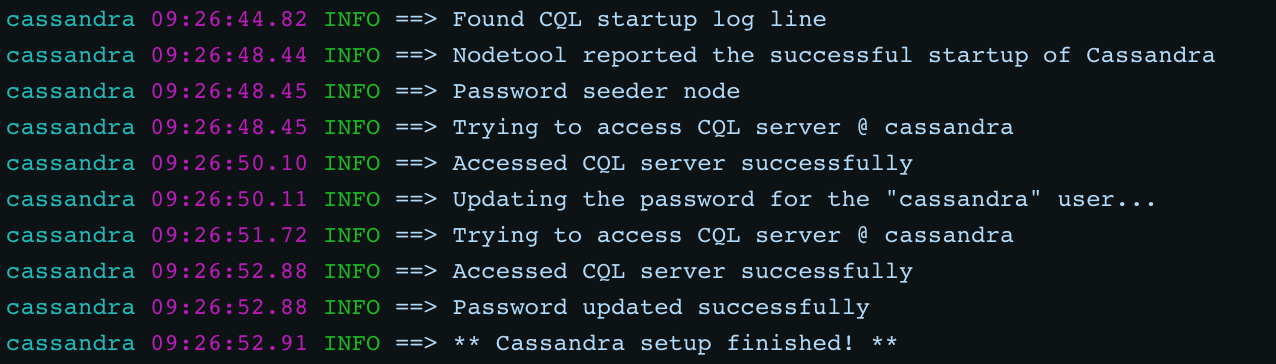 cassandra 09:26:44.82 INFO ==> Found CQL startup log line
cassandra 09:26:48.44 INFO ==> Nodetool reported the successful startup of Cassandra
cassandra 09:26:48.45 INFO ==> Password seeder node
cassandra 09:26:48.45 INFO ==> Trying to access CQL server @ cassandra
cassandra 09:26:50.10 INFO ==> Accessed CQL server successfully
cassandra 09:26:50.11 INFO ==> Updating the password for the "cassandra" user...
cassandra 09:26:51.72 INFO ==> Trying to access CQL server @ cassandra
cassandra 09:26:52.88 INFO ==> Accessed CQL server successfully
cassandra 09:26:52.88 INFO ==> Password updated successfully
cassandra 09:26:52.91 INFO ==> ** Cassandra setup finished! **